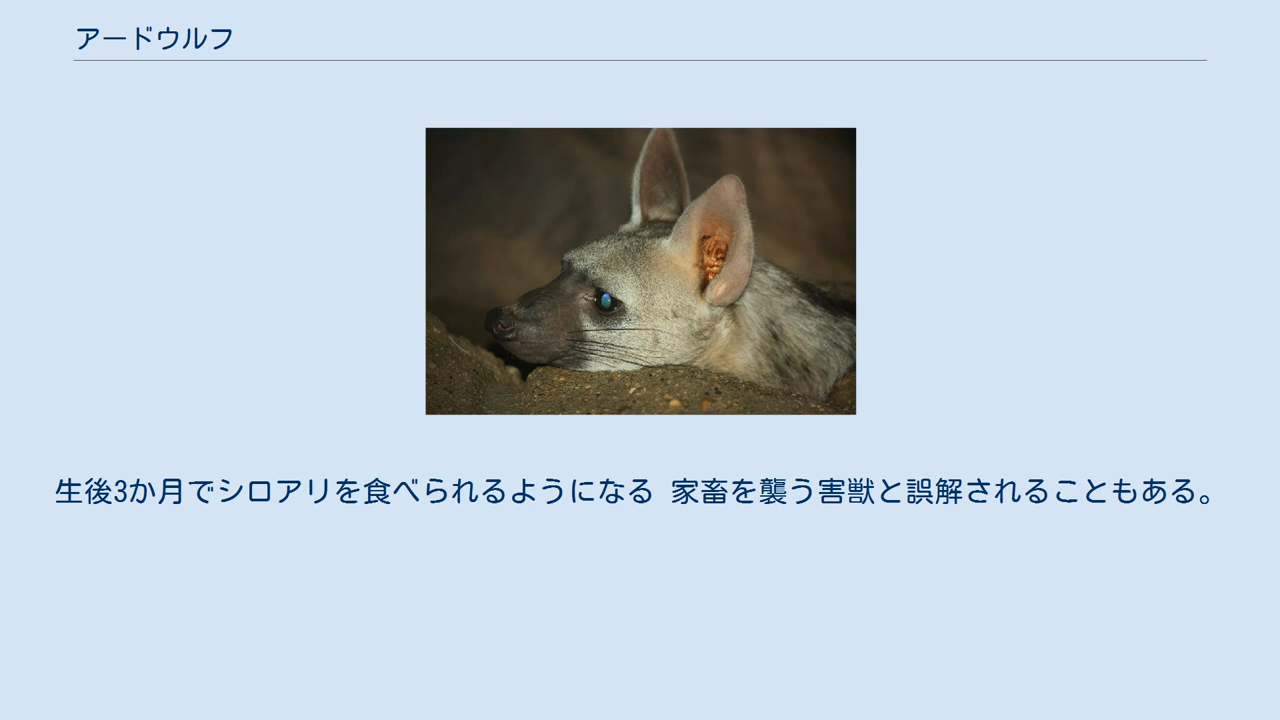 アードウルフ
生後3か月でシロアリを食べられるようになる 家畜を襲う害獣と誤解されることもある。